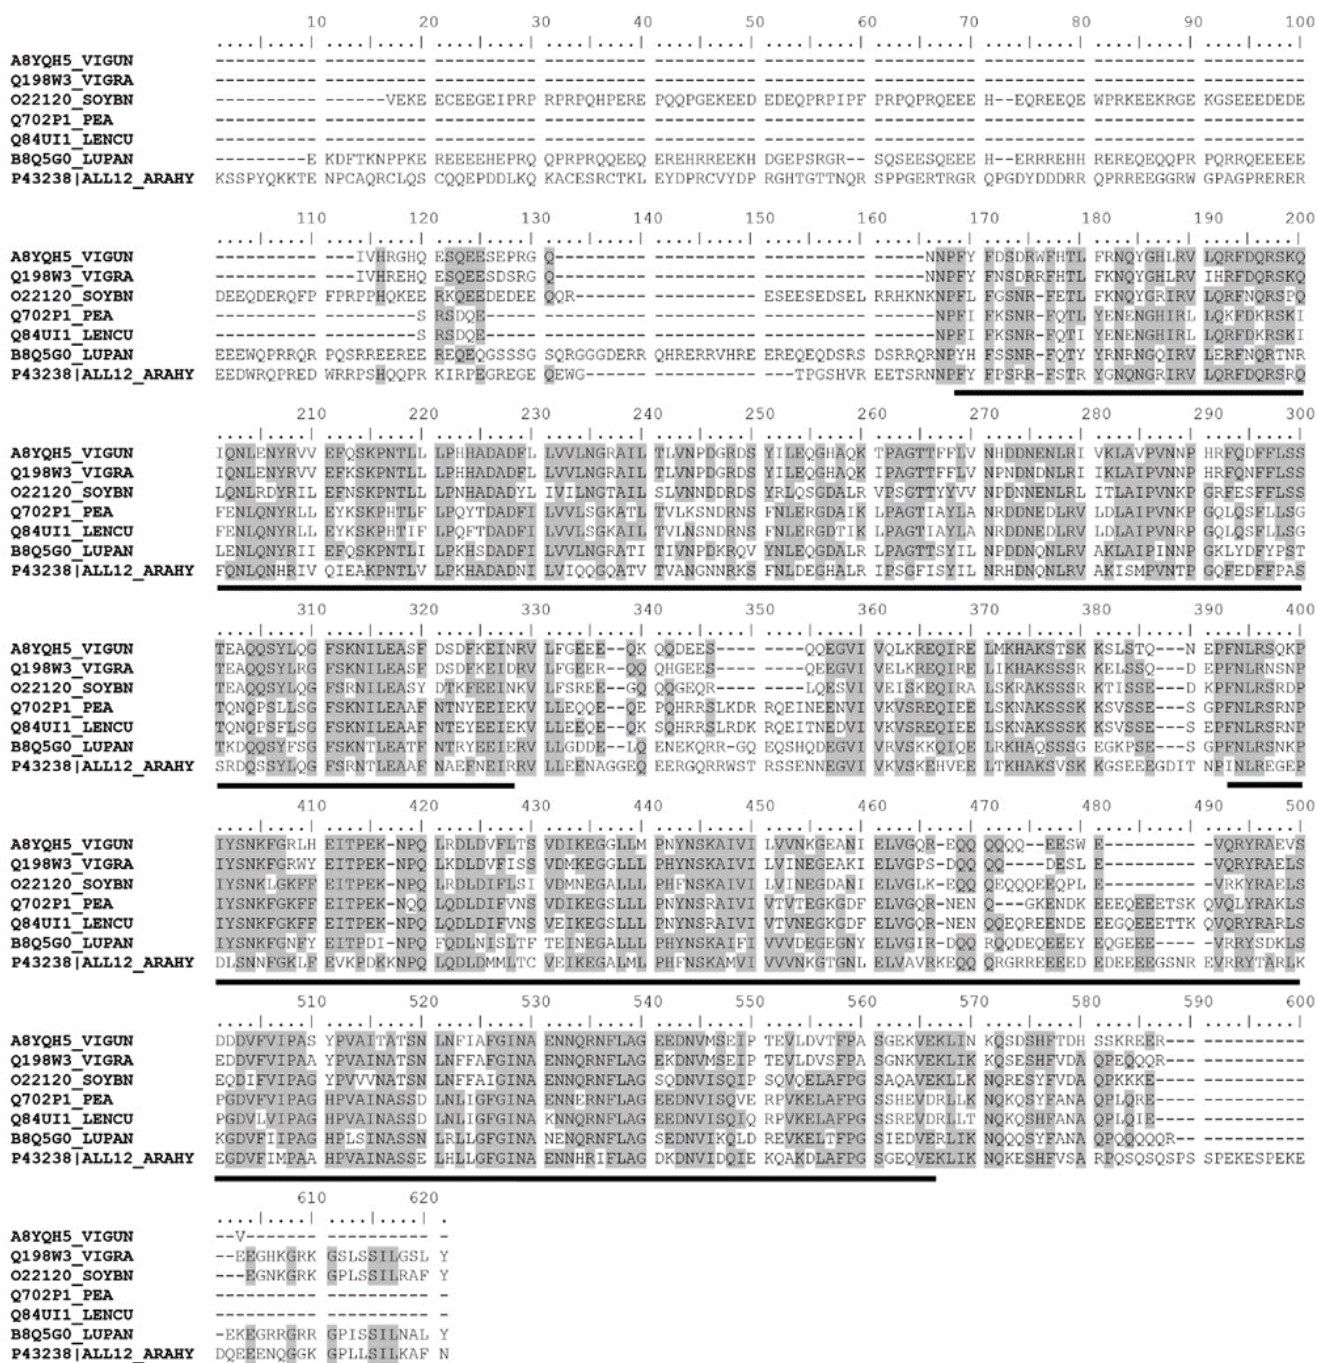 10 20 30 40 50 60 70 80 90 100
....|....| ....|....| ....|....| ....|....| ....|....| ....|....| ....|....| ....|....| ....|....| ....|....|
A8YQH5_VIGUN ---------- ---------- ---------- ---------- ---------- ---------- ---------- ---------- ---------- ----------
Q198W3_VIGRA ---------- ---------- ---------- ---------- ---------- ---------- ---------- ---------- ---------- ----------
O22120_SOYBN ---------- ------VEKE ECEEGEIPRP RPRPQHPERE PQQPGEKEED EDEQPRPIPF PRPQPRQEEE H--EQREEQE WPRKEEKRGE KGSEEEDEDE
Q702P1_PEA ---------- ---------- ---------- ---------- ---------- ---------- ---------- ---------- ---------- ----------
Q84UI1_LENCU ---------- ---------- ---------- ---------- ---------- ---------- ---------- ---------- ---------- ----------
B8Q5G0_LUPAN ---------E KDFTKNPPKE REEEEHEPRQ QPRPRQQEEQ EREHRREEKH DGEPSRGR-- SQSEESQEEE H--ERRREHH REREQEQQPR PQRRQEEEEE
P43238|ALL12_ARAHY KSSPYQKKTE NPCAQRCLQS CQQEPDDLKQ KACESRCTKL EYDPRCVYDP RGHTGTTNQR SPPGERTRGR QPGDYDDDRR QPRREEGGRW GPAGPRERER
110 120 130 140 150 160 170 180 190 200
....|....| ....|....| ....|....| ....|....| ....|....| ....|....| ....|....| ....|....| ....|....| ....|....|
A8YQH5_VIGUN ---------- ---IVHRGHQ ESQEESEPRG Q--------- ---------- ------NNPF YFDSDRWFHTL FRNQYGHLRV LQRFDQRSKQ
Q198W3_VIGRA ---------- ---IVHREHQ ESQEESDSRG Q--------- ---------- ------NNPF YFNSDRRFHTL FKNQYGHLRV IHRFDQRSKQ
O22120_SOYBN DEEQDERQFP FPRPPHQKEE RKQEEDEDEE QQR------- ---------- ESEESEDSEL RRHKNKNPFL FGSNR-FETL FKNQYGRIRV LQRFNQRSPQ
Q702P1_PEA ---------- --------S RSDQE----- ---------- ---------- -------NPFI FKSNR-FQTL YENENGHIRL LQKFDKRSKI
Q84UI1_LENCU ---------- --------S RSDQE----- ---------- ---------- -------NPFI FKSNR-FQTI YENENGHIRL LQRFDKRSKI
B8Q5G0_LUPAN EEEWQPRRQR PQSRREEREE REQEQGSSSG SQRGGGDERR QHRERRVHRE EREQEQDSRS DSRRQRNPYH FSSNR-FQTY YRNRNGQIRV LERFNQRTNR
P43238|ALL12_ARAHY EEDWRQPRED WRRPSHQQPR KIRPEGREGE QEWG------ ---------- ---TPGSHVR EETSRNNPFY FPSRR-FSTR YGNQNGRIRV LQRFDQRSRQ
210 220 230 240 250 260 270 280 290 300
....|....| ....|....| ....|....| ....|....| ....|....| ....|....| ....|....| ....|....| ....|....| ....|....|
A8YQH5_VIGUN IQNLENYRVV EFQSKPNTLL LPHHADADFL LVVLNGRAIL TLVNPDGRDS YILEQGHAQK TPAGTTFFLV NHDDNENLRI VKLAVPVNNP HRFQDFFLSS
Q198W3_VIGRA IQNLENYRVV EFKSKPNTLL LPHHADADFL LVVLNGRAIL TLVNPDGRDS YILEQGHAQK IPAGTTFFLV NPNDNENLRI IKLAIPVNNP HRFQNFFLSS
O22120_SOYBN LQNLRDYRIL EFNSKPNTLL LPNHADADYL IVILNGTAIL SLVNNDDRDS YRLQSGDALR VPSGTTYYVV NPDNNENLRL ITLAIPVNKP GRFESFFLSS
Q702P1_PEA FENLQNYRLL EYKSKPHTLF LPQYTDADFI LVVLSGKATL TVLKSNDRNS FNLERGDAIK LPAGTIAYLA NRDDNEDLRV LDLAIPVNKP GQLQSFLLSG
Q84UI1_LENCU FENLQNYRLL EYKSKPHTIF LPQFTDADFI LVVLSGKAIL TVLNSNDRNS FNLERGDTIK LPAGTIAYLA NRDDNEDLRV LDLAIPVNRP GQLQSFLLSG
B8Q5G0_LUPAN LENLQNYRII EFQSKPNTLI LPKHSDADFI LVVLNGRATI TIVNPDKRQV YNLEQGDALR LPAGTTSYIL NPDDNQNLRV AKLAIPINNP GKLYDFYPST
P43238|ALL12_ARAHY FQNLQNHRIV QIEAKPNTLV LPKHADADNI LVIQQGQATV TVANGNNRKS FNLDEGHALR IPSGFISYIL NRHDNQNLRV AKISMPVNTP GQFEDFFPAS
310 320 330 340 350 360 370 380 390 400
....|....| ....|....| ....|....| ....|....| ....|....| ....|....| ....|....| ....|....| ....|....| ....|....|
A8YQH5_VIGUN TEAQQSYLQG FSKNILEASF DSDFKEINRV LFGEEE--QK QQDEES---- ----QQEGVI VQLKREQIRE LMKHAKSTSK KSLSTQ---N EPFNLRSQKP
Q198W3_VIGRA TEAQQSYLRG FSKNILEASF DSDFKEIDRV LFGEER--QQ QHGEES---- ----QEEGVI VELKREQIRE LIKHAKSSSR KELSSQ---D EPFNLRNSNP
O22120_SOYBN TEAQQSYLQG FSRNILEASY DTKFEEINKV LFSREE--GQ QQGEQR---- ----LQESVI VEISKEQIRA LSKRAKSSSR KTISSE---D KPFNLRSRDP
Q702P1_PEA TQNQPSLLSG FSKNILEAAF NTNYEEIEKV LLEQQE--QE PQHRRSLKDR RQEINEENVI VKVSREQIEE LSKNAKSSSK KSVSSE---S GPFNLRSRNP
Q84UI1_LENCU TQNQPSFLSG FSKNILEAAF NTEYEEIEKV LLEEQE--QK SQHRRSLRDK RQEITNEDVI VKVSREQIEE LSKNAKSSSK KSVSSE---S EPFNLRSRNP
B8Q5G0_LUPAN TKDQQSYFSG FSKNTLEATF NTRYEEIERV LLGDDE--LQ ENEKQRR-GQ EQSHQDEGVI VRVSKKQIQE LRKHAQSSSG EGKPSE---S GPFNLRSNKP
P43238|ALL12_ARAHY SRDQSSYLQG FSRNTLEAAF NAEFNEIRRV LLEENAGGEQ EERGQRRWST RSSENNEGVI VKVSKEHVEE LTKHAKSVSK KGSEEEGDIT NPINLREGEP
410 420 430 440 450 460 470 480 490 500
....|....| ....|....| ....|....| ....|....| ....|....| ....|....| ....|....| ....|....| ....|....| ....|....|
A8YQH5_VIGUN IYSNKFGRLH EITPEK-NPQ LRDLDVFLTS VDIKEGGLLM PNYNSKAIVI LVVNKGEANI ELVGQR-EQQ QQQQ--EESW E--------- VQRYRAEVS
Q198W3_VIGRA IYSNKFGRWY EITPEK-NPQ LKDLDVFISS VDMKEGGLLL PNYNSKAIVI LVINEGEAKI ELVGPS-DQQ Q----DESL E--------- VQRYRAELS
O22120_SOYBN IYSNKLGKFF EITPEK-NPQ LRDLDIFLSI VDMNEGALLL PHFNSKAIVI LVINEGDANI ELVGLK-EQQ QEQQQEEQPL E--------- VRKYRAELS
Q702P1_PEA IYSNKFGKFF EITPEK-NQQ LQDLDIFVNS VDIKEGSLLL PNYNSRAIVI VTVTEGKGDF ELVGQR-NEN Q---GKENDK EEEQEEETSK QVQLYRAKLS
Q84UI1_LENCU IYSNKFGKFF EITPEK-NPQ LQDLDIFVNS VEIKEGSLLL PNYNSRAIVI VTVNEGKGDF ELVGQR-NEN QQEQREENDE EEGQEEETTK QVQRYRARLS
B8Q5G0_LUPAN IYSNKFGNFY EITPDI-NPQ FQDLNISLTF TEINEGALLL PHYNSKAIFI VVVDEGEGNY ELVGIR-DQQ RQQDEQEEEY EQGEEE---- VRRYSDKLS
P43238|ALL12_ARAHY DLSNNFGKLF EVKPDKKNPQ LQDLDMMLTC VEIKEGALML PHFNSKAMVI VVVNKGTGNL ELVAVRKEQQ QRGRREEEED EDEEEEGSNR EVRRYTARLK
510 520 530 540 550 560 570 580 590 600
....|....| ....|....| ....|....| ....|....| ....|....| ....|....| ....|....| ....|....| ....|....| ....|....|
A8YQH5_VIGUN DDDVFVIPAS YPVAITATSN LNFIAFGINA ENNQRNFLAG EEDNVMSEIP TEVLDVTFPA SGEKVEKLIN KQSDSHFTDH SSKREER--- ----------
Q198W3_VIGRA EDDVFVIPAA YPVAINATSN LNFFAFGINA ENNQRNFLAG EKDNVISEIP TEVLDVSFPA SGNKVEKLIK KQSESHFVDA QPEQQQR--- ----------
O22120_SOYBN EQDIFVIPAG YPVVVNATSN LNFFAIGINA ENNQRNFLAG SQDNVISQIP SQVQELAFPG SAQAVEKLLK NQRESYFVDA QPKKKE---- ----------
Q702P1_PEA PGDVFVIPAG HPVAINASSD LNLIGFGINA ENNERNFLAG EEDNVISQVE RPVKELAFPG SSHEVDRLLK NQKQSYFANA QPLQRE---- ----------
Q84UI1_LENCU PGDVLVIPAG HPVAINASSD LNLIGFGINA KNNQRNFLAG EEDNVISQIQ RPVKELAFPG SSREVDRLLT NQKQSHFANA QPLQIE---- ----------
B8Q5G0_LUPAN KGDVFIIPAG HPLSINASSN LRLLGFGINA NENQRNFLAG SEDNVIKQLD REVKELTFPG SIEDVERLIK NQQQSYFANA QPQQQQQR-- ----------
P43238|ALL12_ARAHY EGDVFIMPAA HPVAINASSE LHLLGFGINA ENNHRIFLAG DKDNVIDQIE KQAKDLAFPG SGEQVEKLIK NQKESHFVSA RPQSQSQSPS SPEKESPEKE
610 620
....|....| ....|....| .
A8YQH5_VIGUN --V------- ---------- -
Q198W3_VIGRA --EEGHKGRK GSLSSILGSL Y
O22120_SOYBN ---EGNKGRK GPLSSILRAF Y
Q702P1_PEA ---------- ---------- -
Q84UI1_LENCU ---------- ---------- -
B8Q5G0_LUPAN -EKEGRRGRR GPISSILNAL Y
P43238|ALL12_ARAHY DQEEENQGGK GPLLSILKAF N